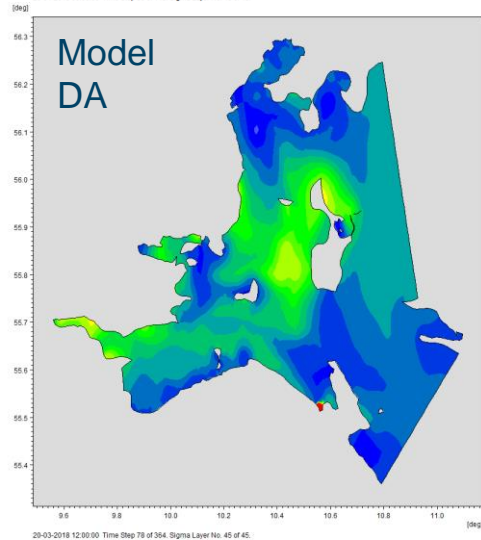 [deg]
Model
DA
56.3
56.2
56.1
56.0
55.9
55.8
55.7
55.6
55.5
55.4
9.6 9.8 10.0 10.2 10.4 10.6 10.8 11.0
[deg]
20-03-2018 12:00:00 Time Step 78 of 364. Sigma Layer No. 45 of 45.